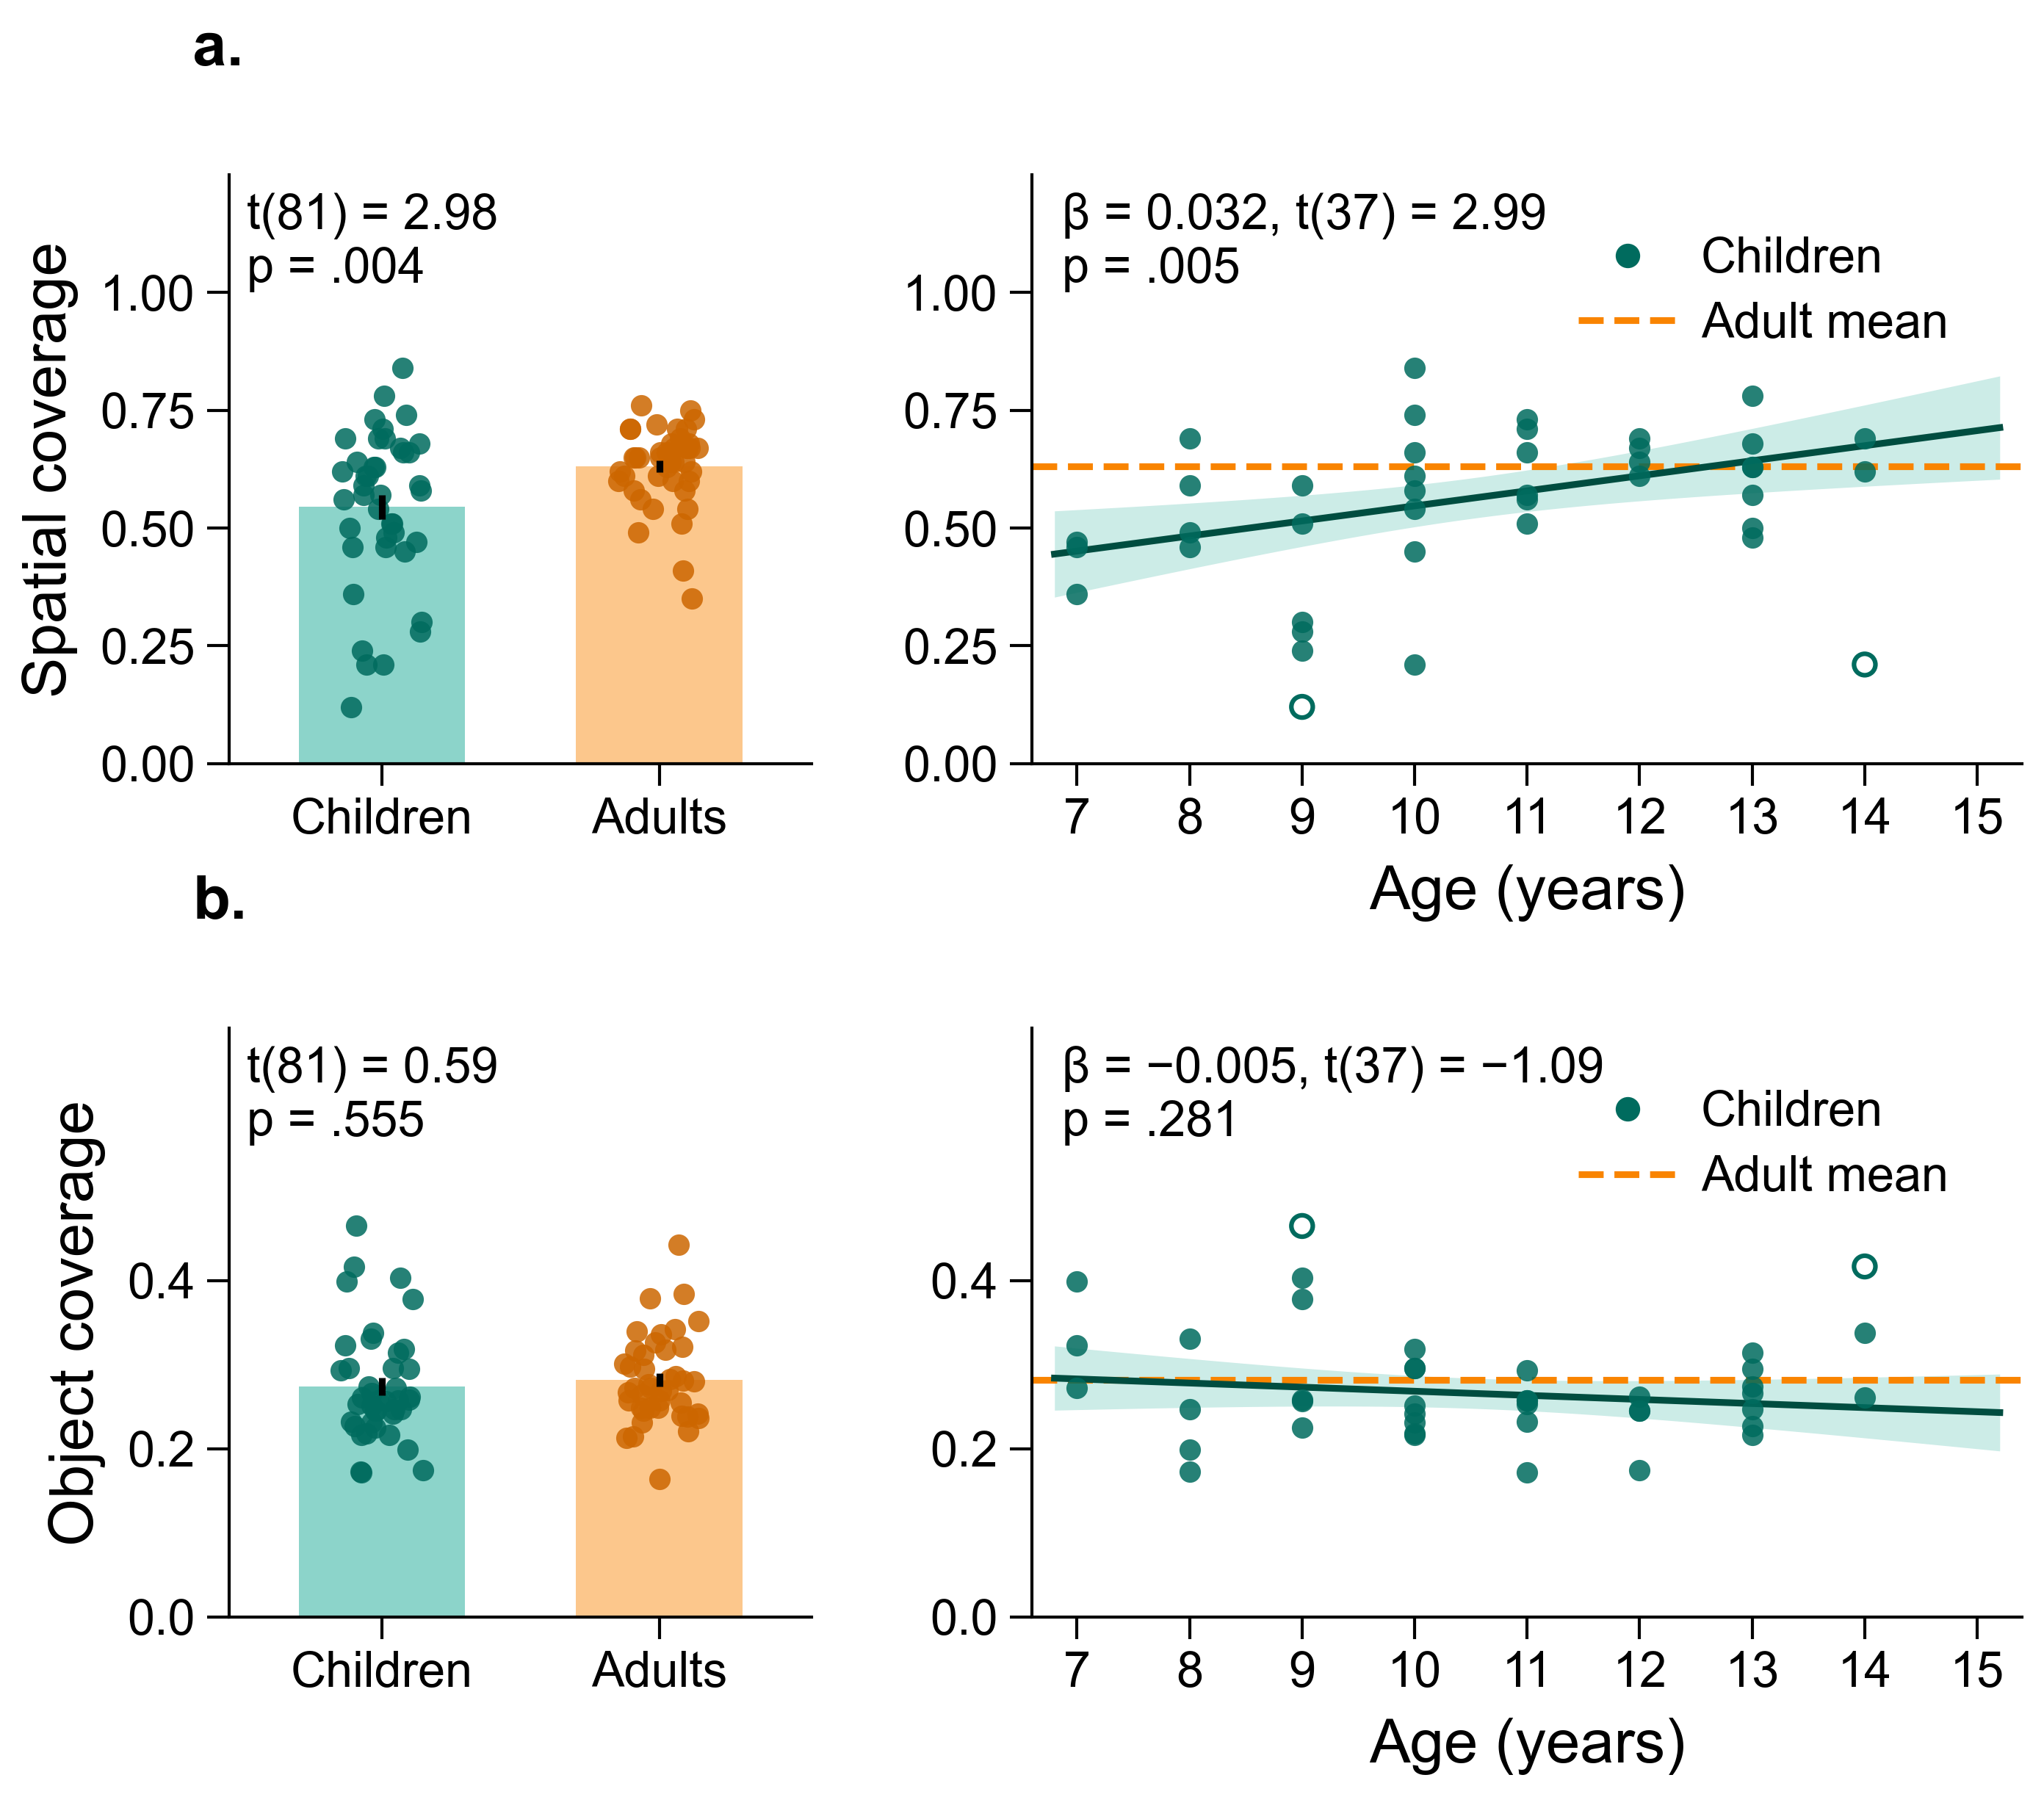 a.
Spatial coverage
t(81) = 2.98
p = .004
1.00
0.75
0.50
0.25
0.00
Children
Adults
β = 0.032, t(37) = 2.99
p = .005
Children
Adult mean
1.00
0.75
0.50
0.25
0.00
7 8 9 10 11 12 13 14 15
Age (years)
b.
Object coverage
t(81) = 0.59
p = .555
0.4
0.2
0.0
Children
Adults
β = −0.005, t(37) = −1.09
p = .281
Children
Adult mean
0.4
0.2
0.0
7 8 9 10 11 12 13 14 15
Age (years)